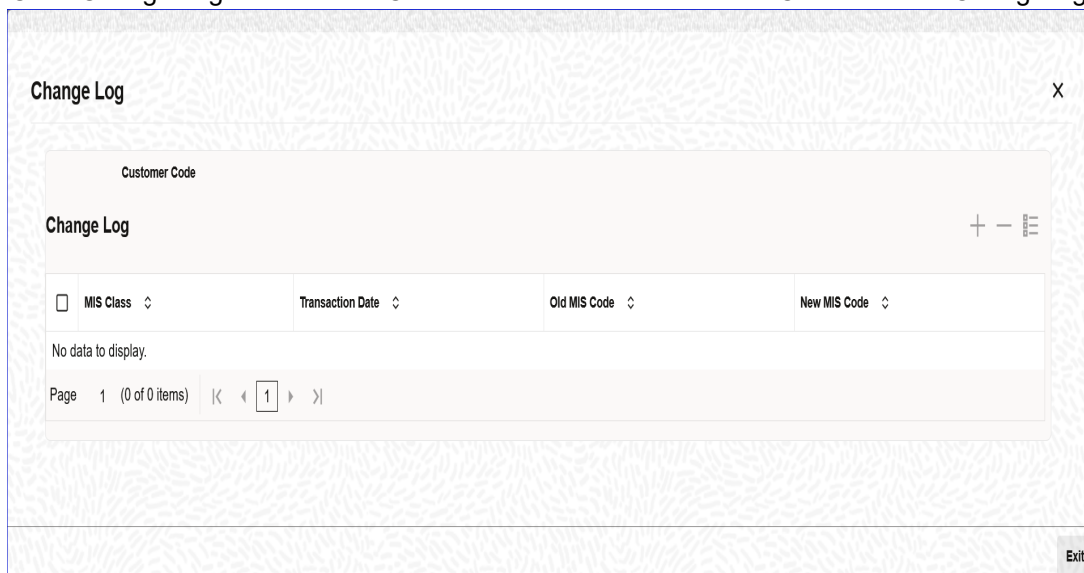 Change Log
X
Customer Code
Change Log
MIS Class Transaction Date Old MIS Code New MIS Code
No data to display.
Page 1 (0 of 0 items) 1
Exit